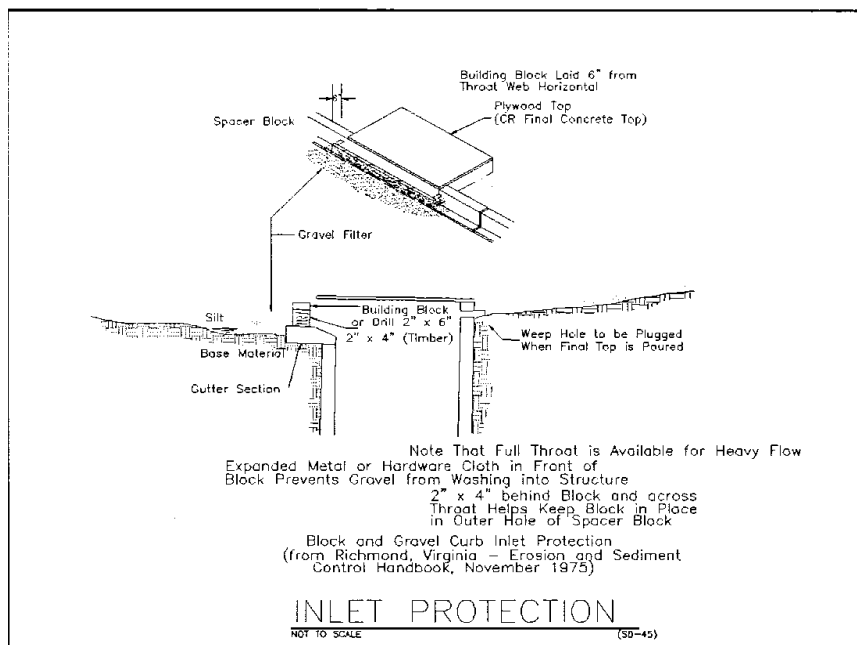 Building Block Laid 6" from
Throat Web Horizontal
Plywood Top
(CR Final Concrete Top)
6"
Spacer Block
Gravel Filter
Silt
Building Block
or Drill 2" x 6"
2" x 4" (Timber)
Base Material
Gutter Section
Weep Hole to be Plugged
When Final Top is Poured
Note That Full Throat is Available for Heavy Flow
Expanded Metal or Hardware Cloth in Front of
Block Prevents Gravel from Washing into Structure
2" x 4" behind Block and across
Throat Helps Keep Block in Place
in Outer Hole of Spacer Block
Block and Gravel Curb Inlet Protection
(from Richmond, Virginia – Erosion and Sediment
Control Handbook, November 1975)
INLET PROTECTION
NOT TO SCALE (SD-45)